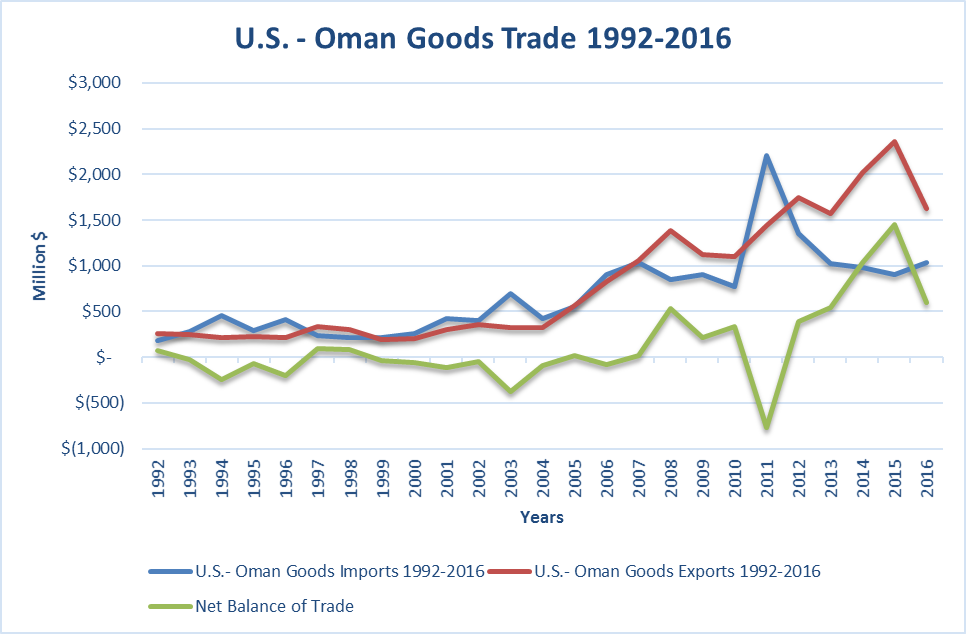 U.S. - Oman Goods Trade 1992-2016
$3,000
$2,500
$2,000
$1,500
$1,000
$500
$-
$(500)
$(1,000)
Million $
1992 1993 1994 1995 1996 1997 1998 1999 2000 2001 2002 2003 2004 2005 2006 2007 2008 2009 2010 2011 2012 2013 2014 2015 2016
Years
U.S.- Oman Goods Imports 1992-2016 U.S.- Oman Goods Exports 1992-2016
Net Balance of Trade